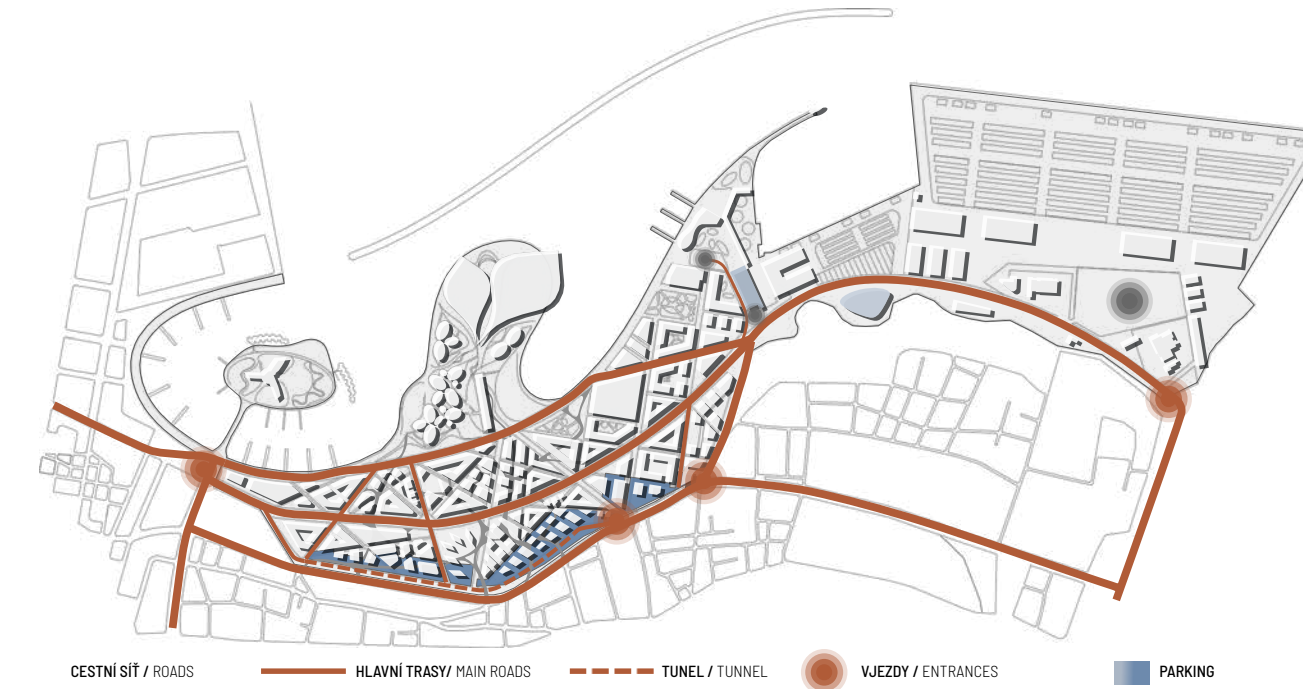 CESTNÍ SÍŤ / ROADS HLAVNÍ TRASY/ MAIN ROADS TUNEL / TUNNEL VJEZDY / ENTRANCES PARKING